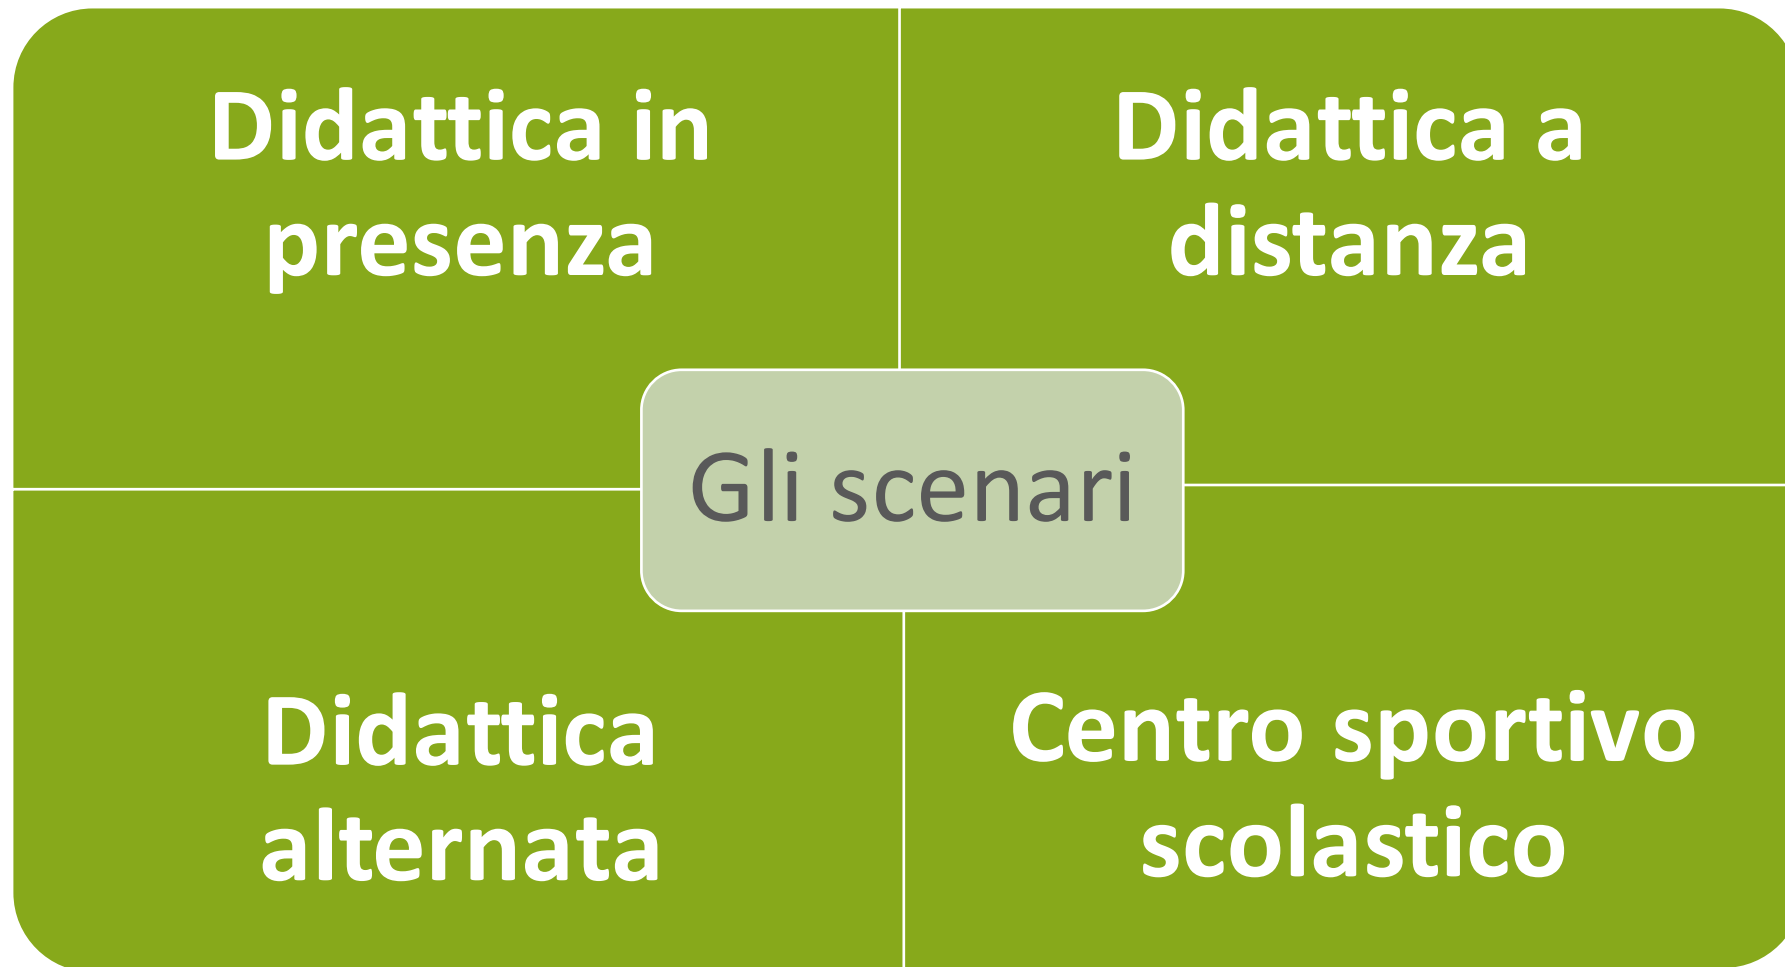 Didattica in
presenza
Didattica a
distanza
Gli scenari
Didattica
alternata
Centro sportivo
scolastico